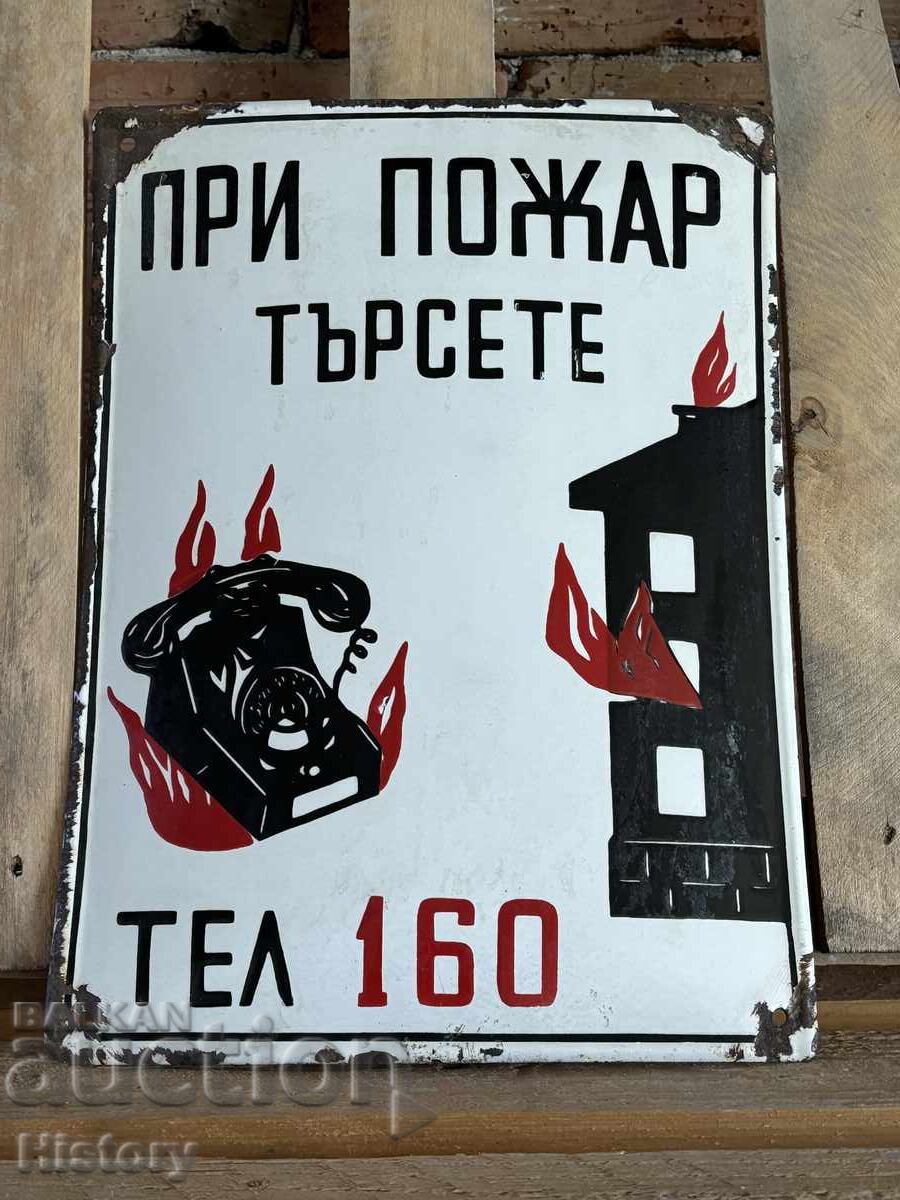 ПРИ ПОЖАР
ТЪРСЕТЕ
ТЕЛ 160
BALKAN
auction
History